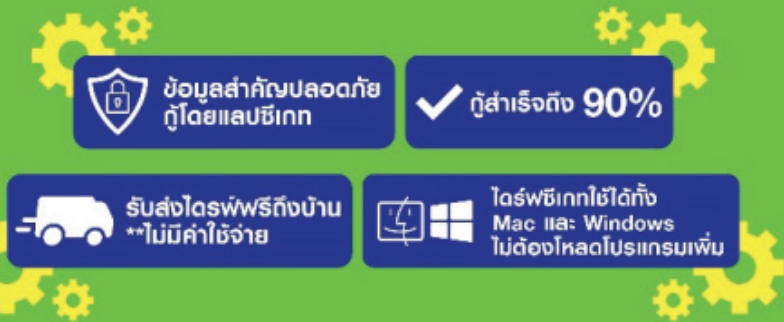 ข้อมูลสำคัญปลอดภัย
กู้โดยแลปซีเกท
กู้สำเร็จถึง 90%
รับส่งไดรฟ์ฟรีถึงบ้าน
**ไม่มีค่าใช้จ่าย
ไดร์ฟซีเกทใช้ได้ทั้ง
Mac และ Windows
ไม่ต้องโหลดโปรแกรมเพิ่ม